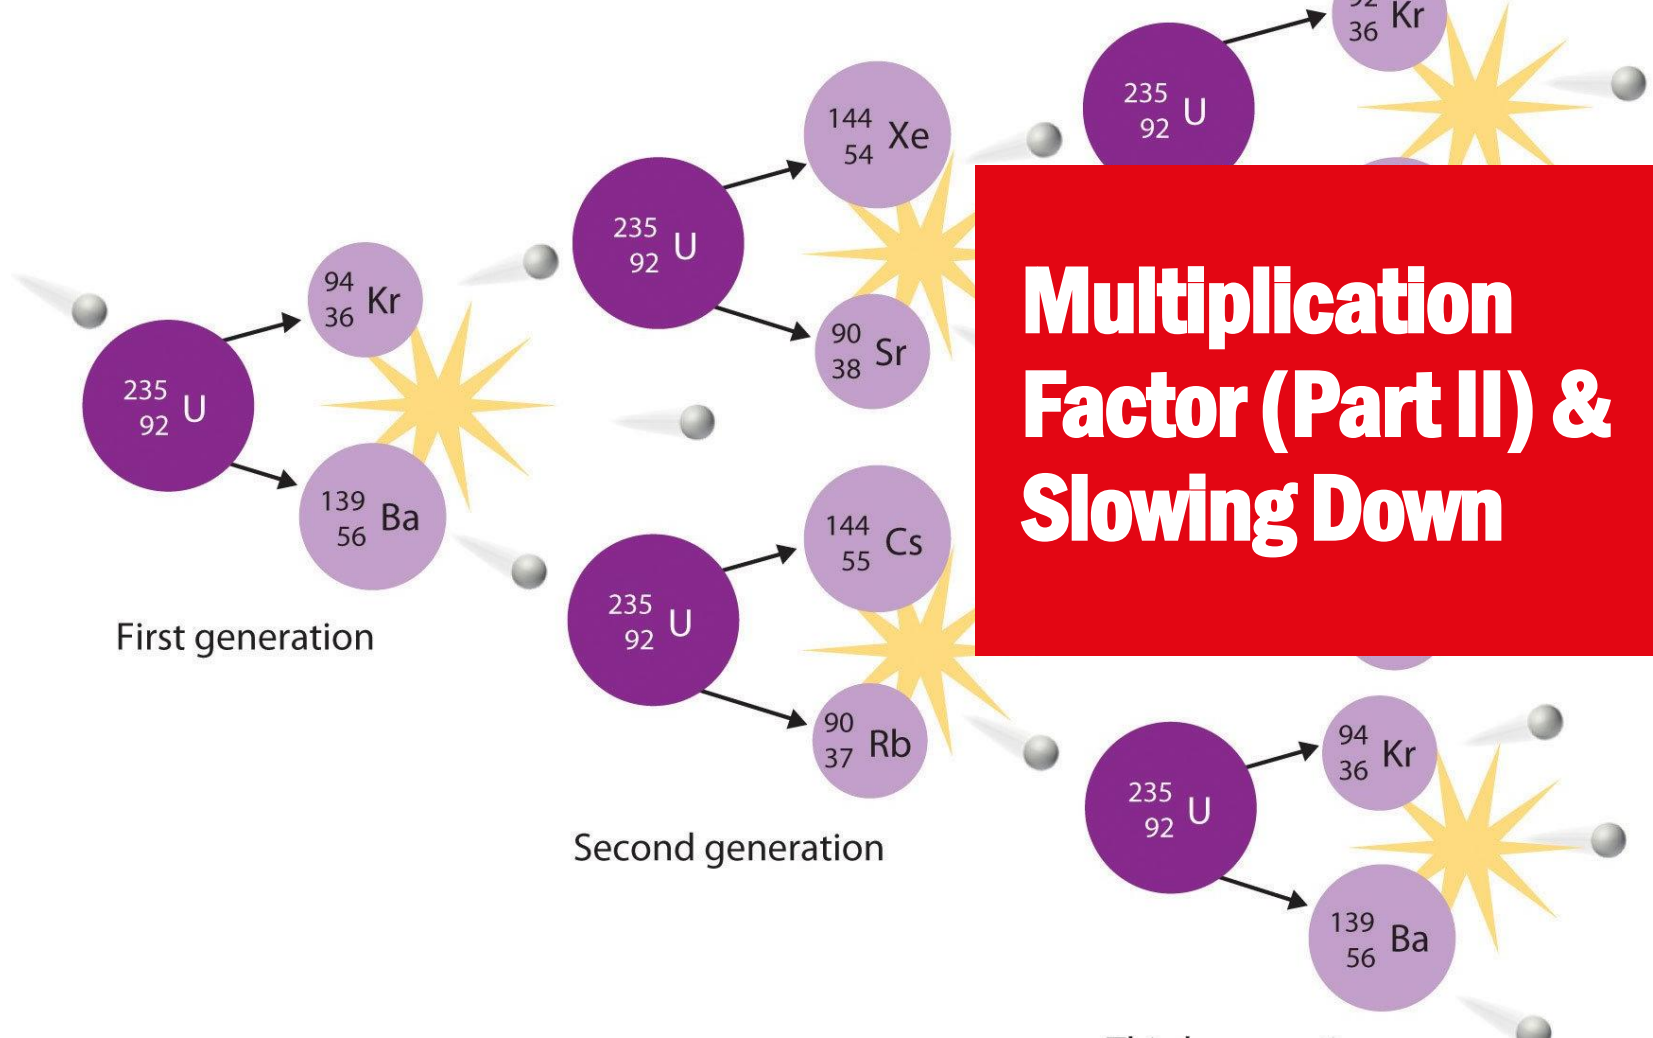 92
36 Kr
235
92 U
144
54 Xe
235
92 U
94
36 Kr
90
38 Sr
235
92 U
139
56 Ba
Multiplication
Factor (Part II) &
Slowing Down
144
55 Cs
235
92 U
90
37 Rb
First generation
94
36 Kr
235
92 U
139
56 Ba
Second generation